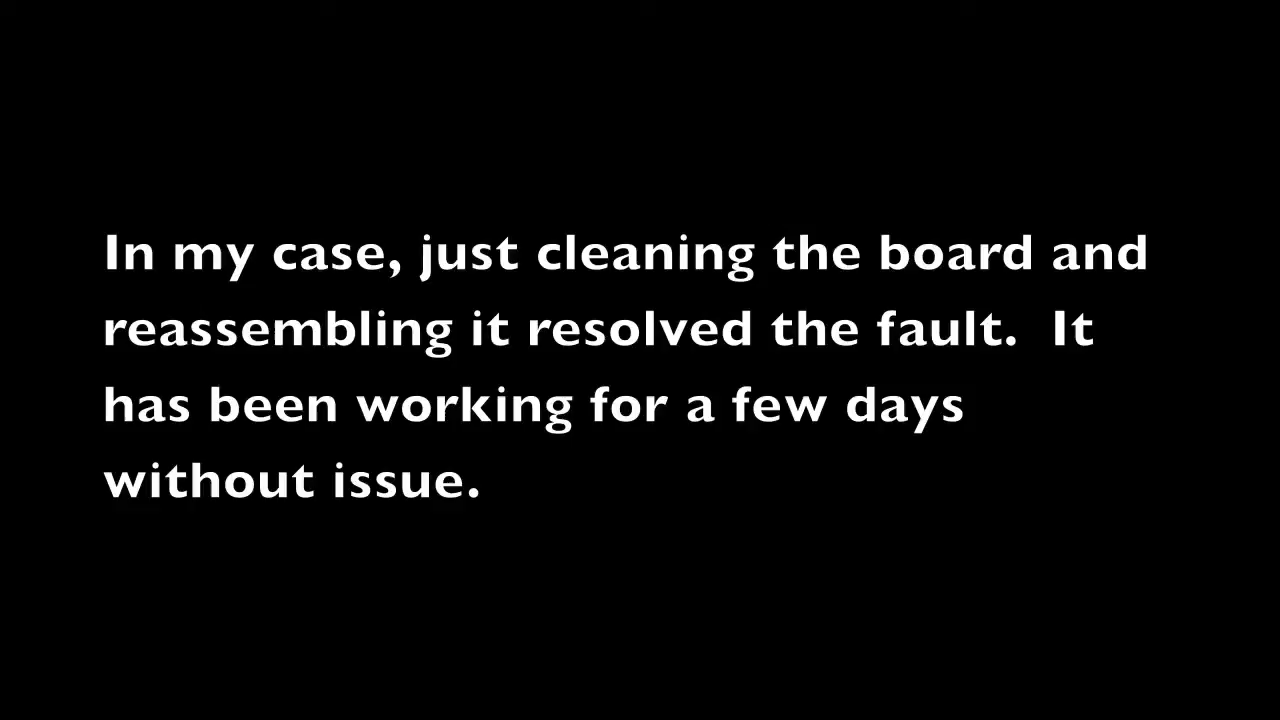 In my case, just cleaning the board and
reassembling it resolved the fault.  It
has been working for a few days
without issue.